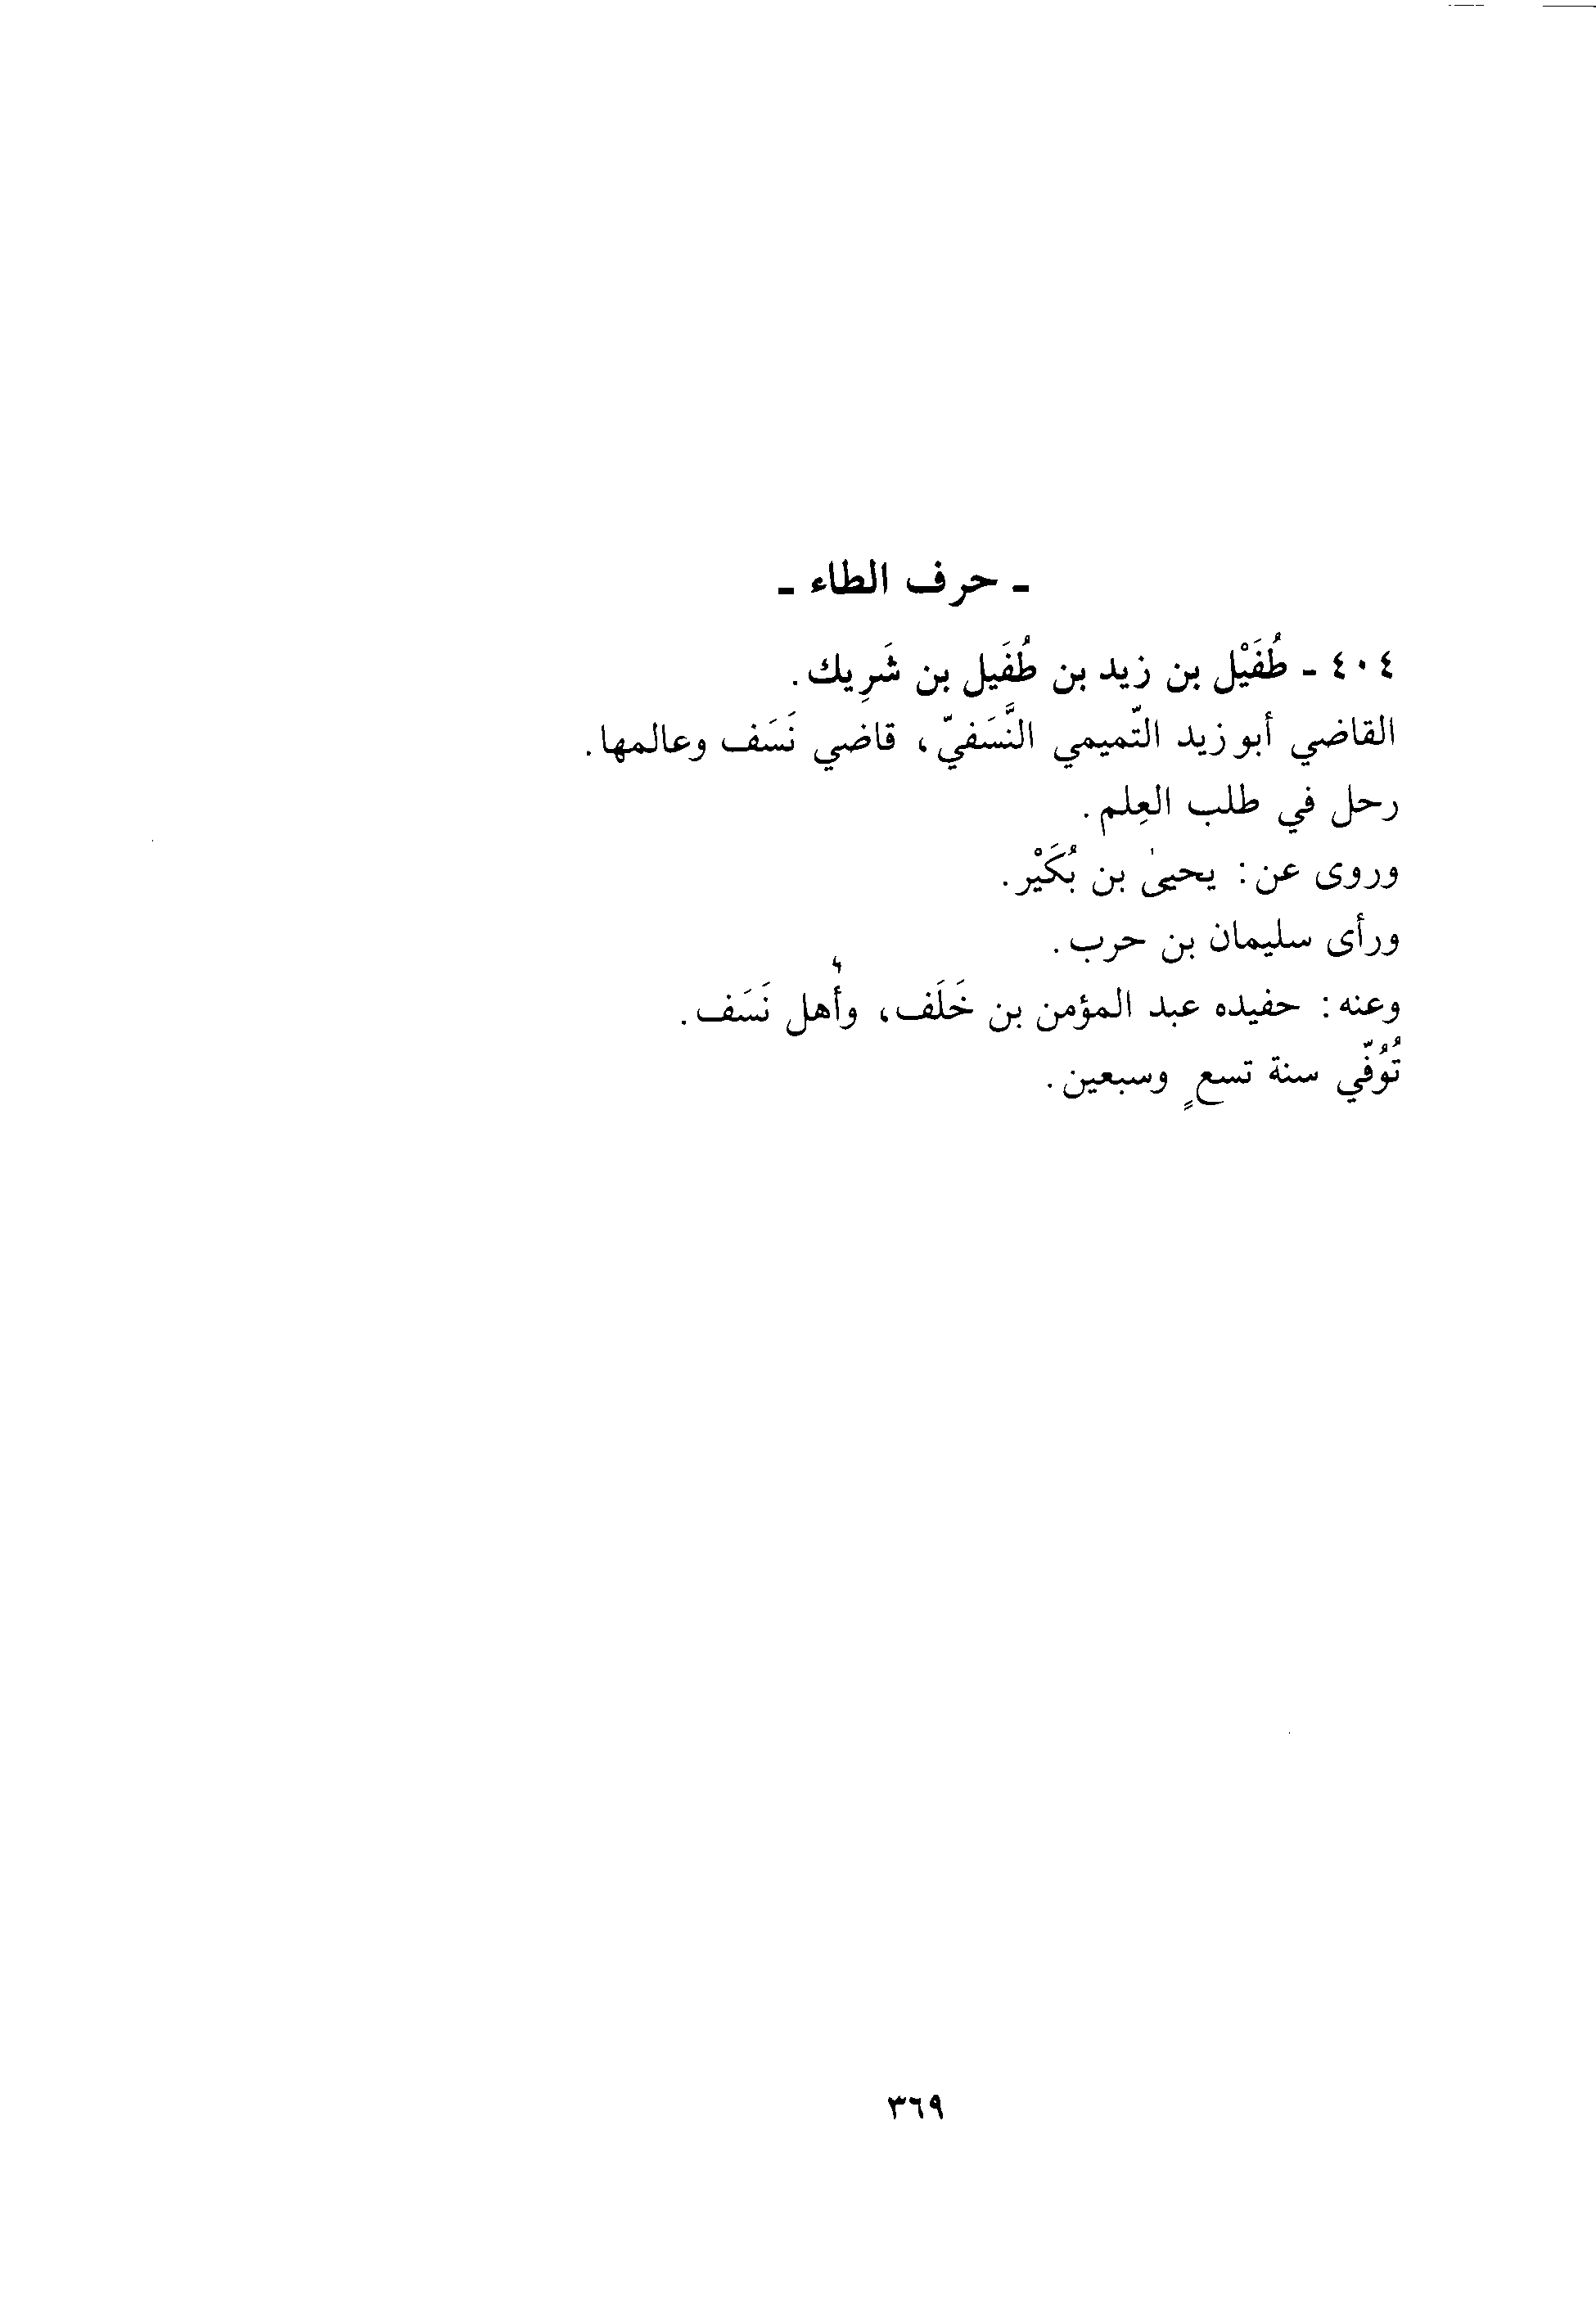 ـ حرف الطاء ـ
٤٠٤ ـ طُفَيْل بن زيد بن طُفَيل بن شَرِيك.
القاضي أبو زيد التّميمي النَّسَفيّ، قاضي نَسَف وعالمها.
رحل في طلب العِلم.
وروى عن: يحيىٰ بن بُكَيْر.
ورأى سليمان بن حرب.
وعنه: حفيده عبد المؤمن بن خَلَف، وأهل نَسَف.
تُوُفّي سنة تسعٍ وسبعين.
٣٦٩